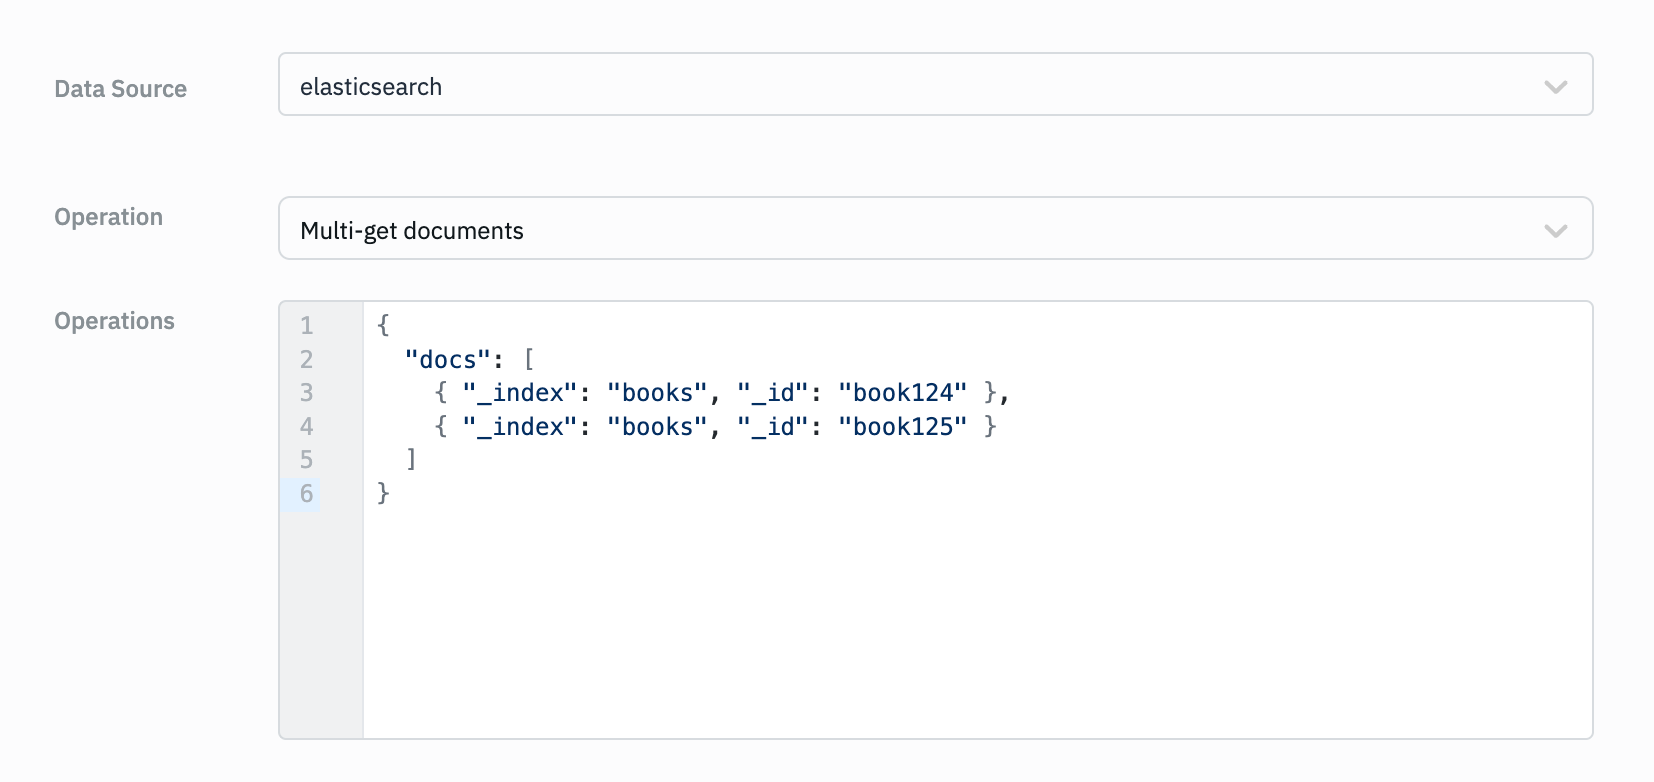 Data Source
elasticsearch
Operation
Multi-get documents
Operations
1 {
2   "docs": [
3     { "_index": "books", "_id": "book124" },
4     { "_index": "books", "_id": "book125" }
5   ]
6 }